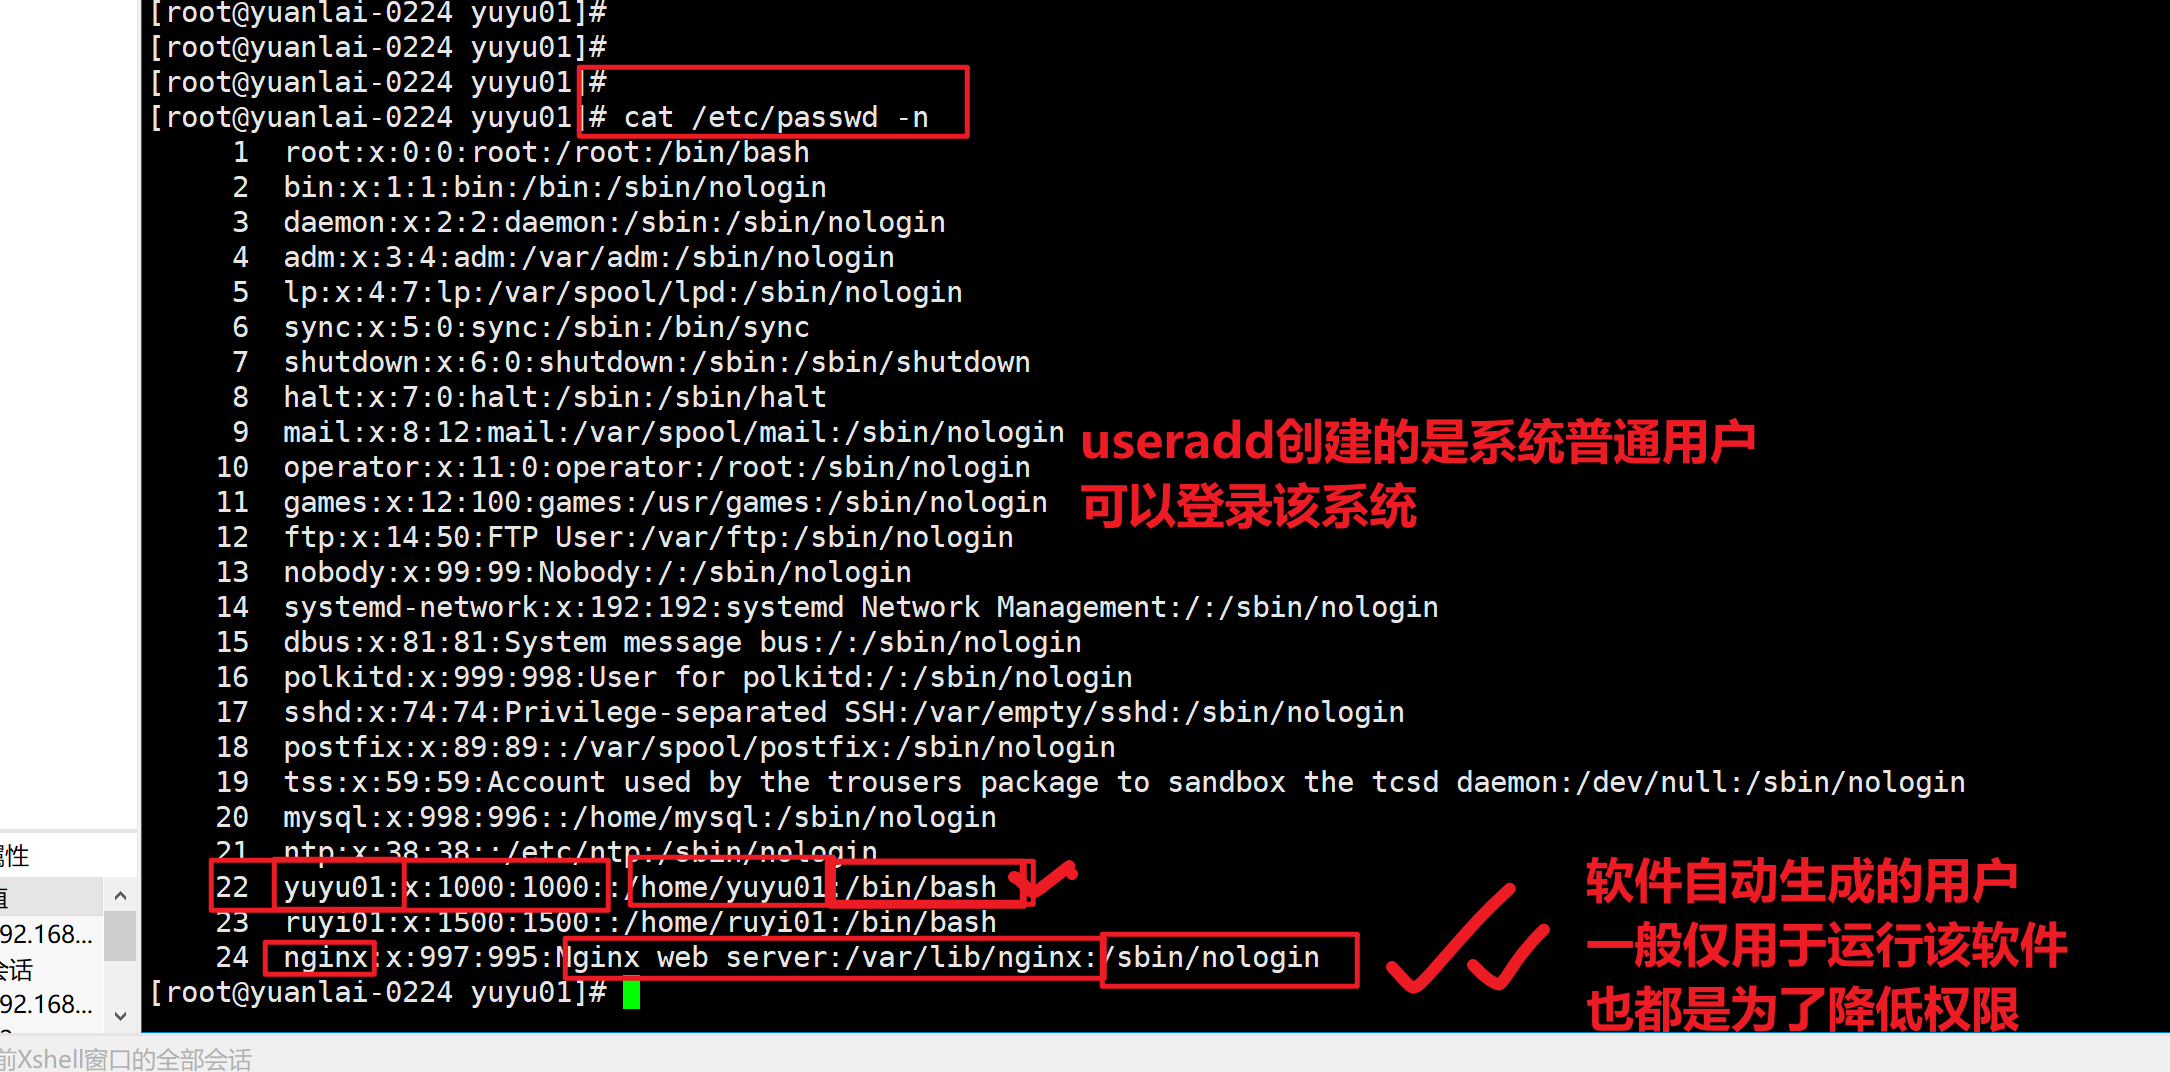 [root@yuanlai-0224 yuyu01]#
[root@yuanlai-0224 yuyu01]#
[root@yuanlai-0224 yuyu01]#
[root@yuanlai-0224 yuyu01]# cat /etc/passwd -n
1 root:x:0:0:root:/root:/bin/bash
2 bin:x:1:1:bin:/bin:/sbin/nologin
3 daemon:x:2:2:daemon:/sbin:/sbin/nologin
4 adm:x:3:4:adm:/var/adm:/sbin/nologin
5 lp:x:4:7:lp:/var/spool/lpd:/sbin/nologin
6 sync:x:5:0:sync:/sbin:/bin/sync
7 shutdown:x:6:0:shutdown:/sbin:/sbin/shutdown
8 halt:x:7:0:halt:/sbin:/sbin/halt
9 mail:x:8:12:mail:/var/spool/mail:/sbin/nologin
10 operator:x:11:0:operator:/root:/sbin/nologin
11 games:x:12:100:games:/usr/games:/sbin/nologin
12 ftp:x:14:50:FTP User:/var/ftp:/sbin/nologin
13 nobody:x:99:99:Nobody:/:/sbin/nologin
14 systemd-network:x:192:192:systemd Network Management:/:/sbin/nologin
15 dbus:x:81:81:System message bus:/:/sbin/nologin
16 polkitd:x:999:998:User for polkitd:/:/sbin/nologin
17 sshd:x:74:74:Privilege-separated SSH:/var/empty/sshd:/sbin/nologin
18 postfix:x:89:89::/var/spool/postfix:/sbin/nologin
19 tss:x:59:59:Account used by the trousers package to sandbox the tcsd daemon:/dev/null:/sbin/nologin
20 mysql:x:998:996::/home/mysql:/sbin/nologin
21 ntp:x:38:38::/etc/ntp:/sbin/nologin
22 yuyu01:x:1000:1000::/home/yuyu01:/bin/bash
23 ruyi01:x:1500:1500::/home/ruyi01:/bin/bash
24 nginx:x:997:995:Nginx web server:/var/lib/nginx:/sbin/nologin
[root@yuanlai-0224 yuyu01]#
useradd创建的是系统普通用户
可以登录该系统
软件自动生成的用户
一般仅用于运行该软件
也都是为了降低权限
属性
值
92.168...
会话
92.168...
前Xshell窗口的全部会话